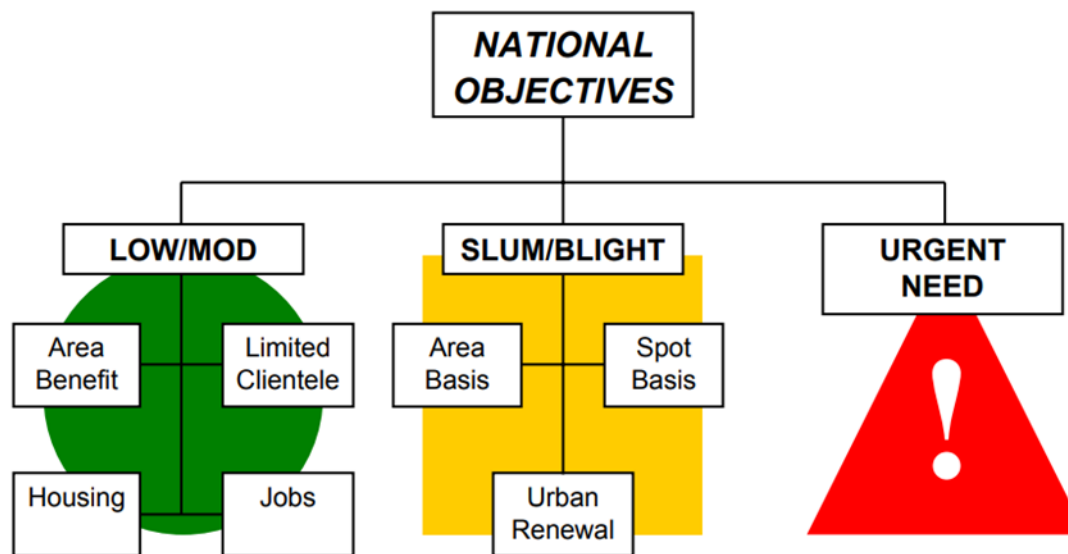 NATIONAL
OBJECTIVES
LOW/MOD
SLUM/BLIGHT
URGENT
NEED
Area
Benefit
Limited
Clientele
Area
Basis
Spot
Basis
Housing
Jobs
Urban
Renewal
!